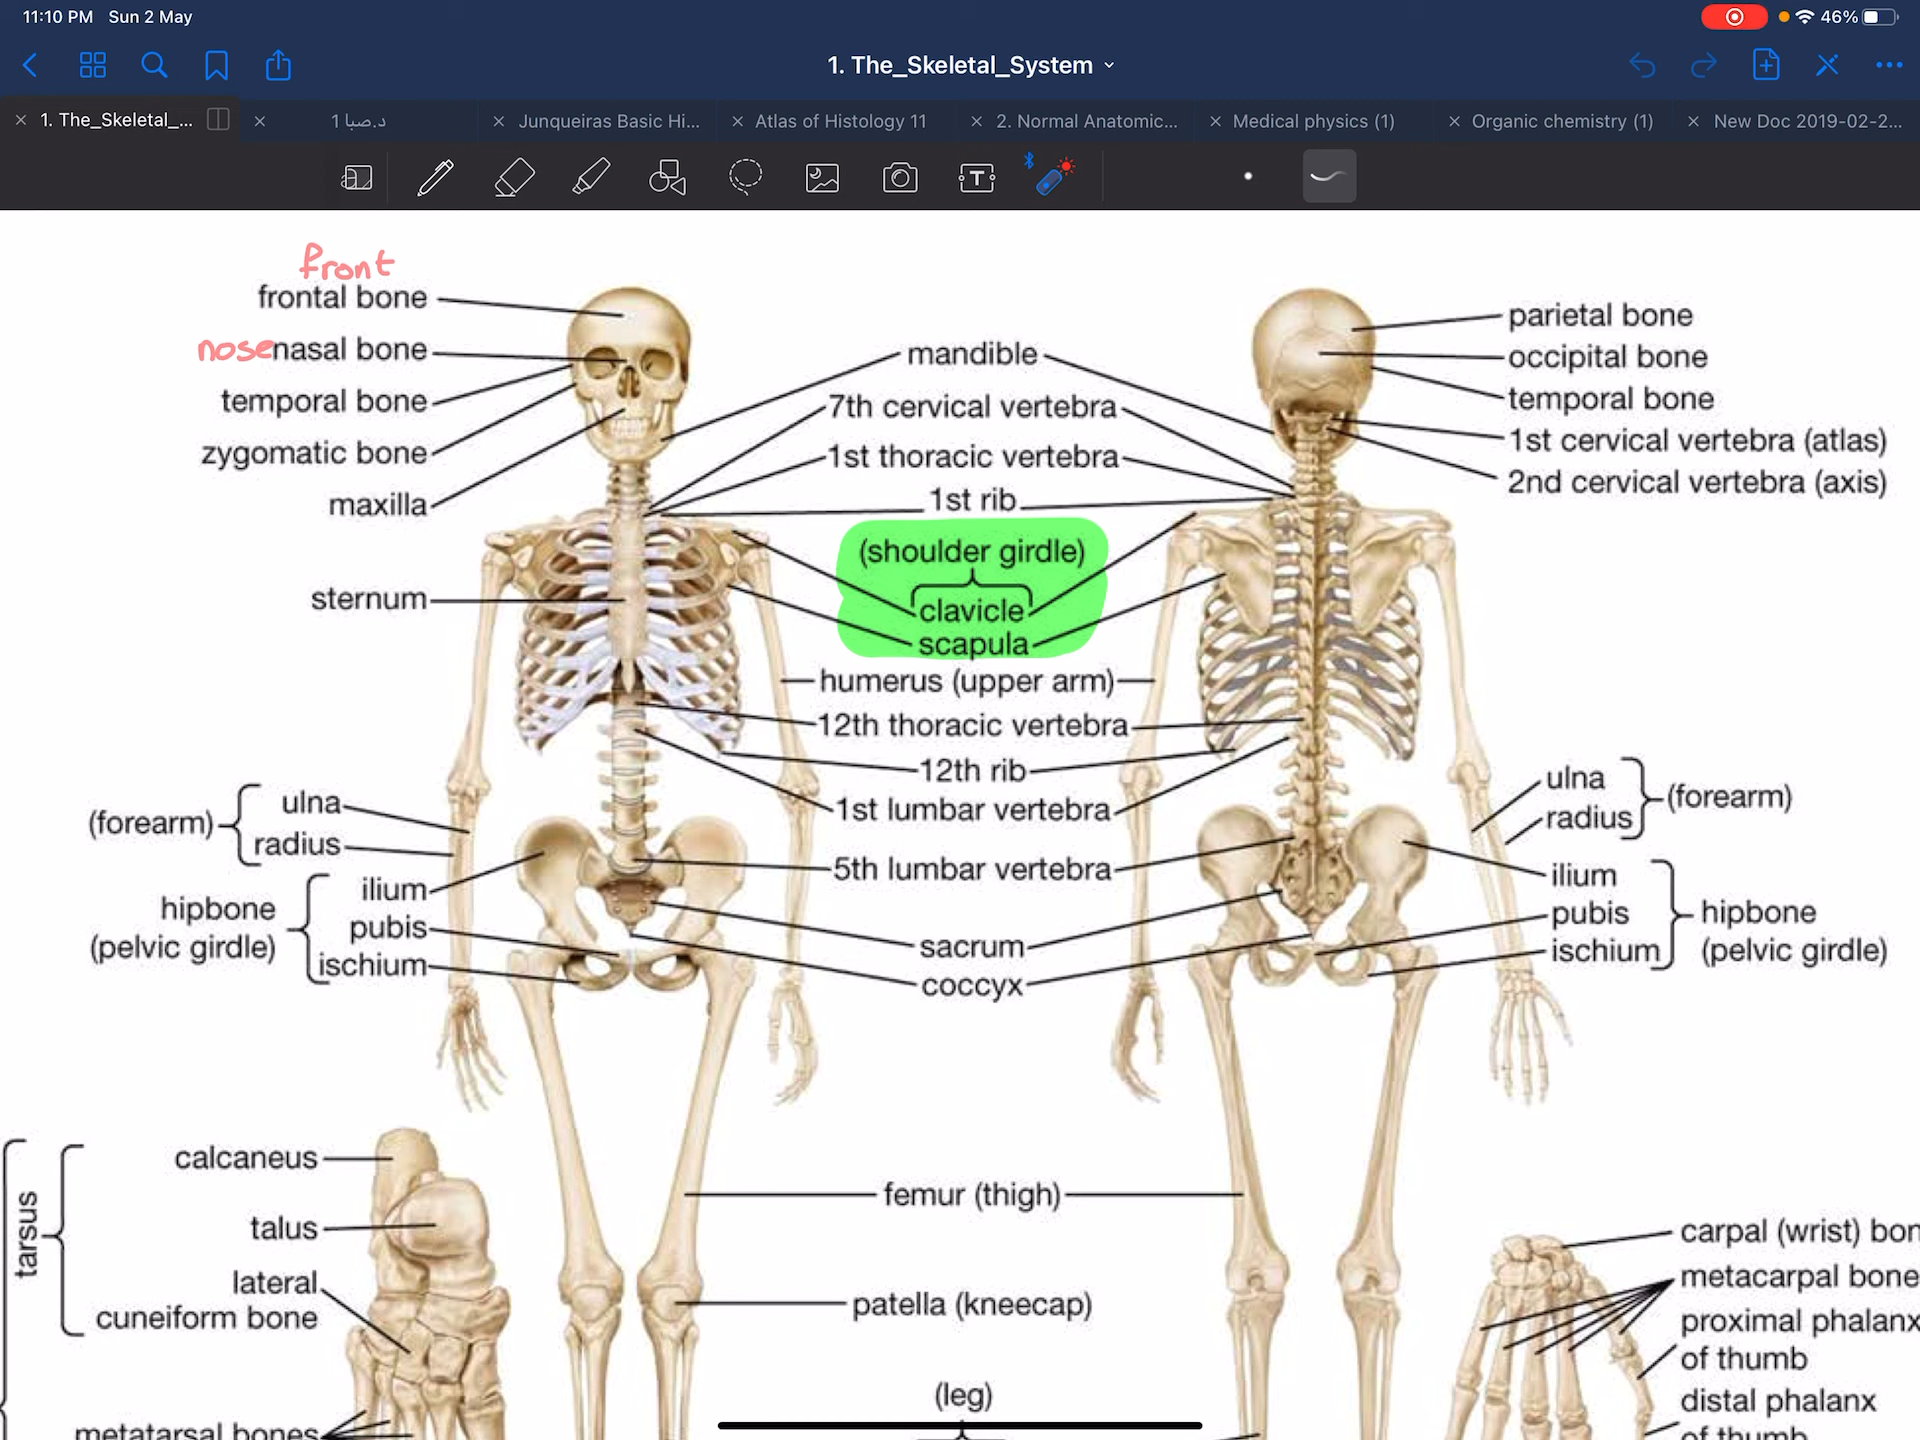 11:10 PM Sun 2 May
46%
1. The_Skeletal_System
1. The_Skeletal_...
د.صبا 1
Junqueiras Basic Hi...
Atlas of Histology 11
2. Normal Anatomic...
Medical physics (1)
Organic chemistry (1)
New Doc 2019-02-2...
T
front
frontal bone
nose
nasal bone
temporal bone
zygomatic bone
maxilla
sternum
(forearm)
ulna
radius
hipbone
(pelvic girdle)
ilium
pubis
ischium
mandible
7th cervical vertebra
1st thoracic vertebra
1st rib
(shoulder girdle)
clavicle
scapula
humerus (upper arm)
12th thoracic vertebra
12th rib
1st lumbar vertebra
5th lumbar vertebra
sacrum
coccyx
parietal bone
occipital bone
temporal bone
1st cervical vertebra (atlas)
2nd cervical vertebra (axis)
ulna
radius
(forearm)
ilium
pubis
ischium
hipbone
(pelvic girdle)
tarsus
calcaneus
talus
lateral
cuneiform bone
metatarsal bones
femur (thigh)
patella (kneecap)
(leg)
carpal (wrist) bon
metacarpal bone
proximal phalanx
of thumb
distal phalanx
of thumb